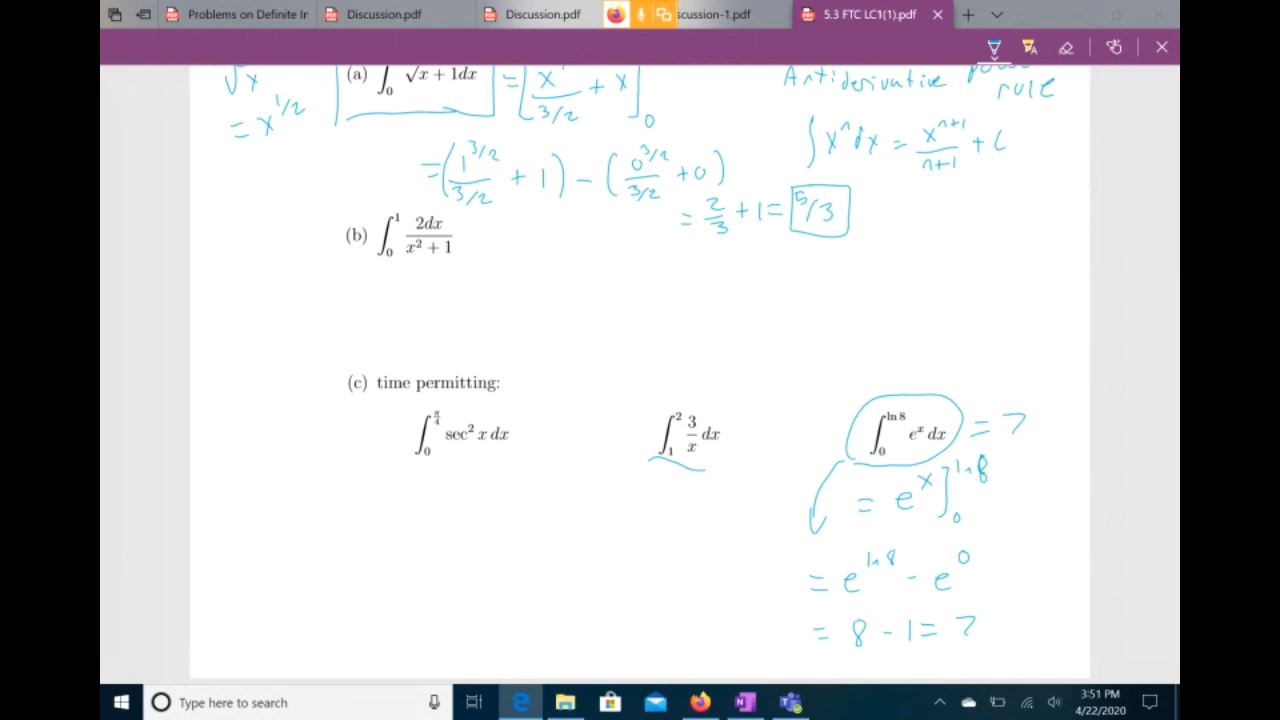 Problems on Definite Ir
Discussion.pdf
Discussion.pdf
scussion-1.pdf
5.3 FTC LC1(1).pdf
√x
= x^{1/2}
(a) ∫_0 √x + 1dx = [x/(3/2) + x]_0
Antiderivative power
rule
∫x^n dx = x^{n+1}/(n+1) + C
= (1^{3/2}/(3/2) + 1) − (0^{3/2}/(3/2) + 0)
= 2/3 + 1 = 5/3
(b) ∫_0^1 2dx/(x² + 1)
(c) time permitting:
∫_0^{π/4} sec² x dx
∫_1^2 3/x dx
∫_0^{ln 8} e^x dx = 7
= e^x ]_0^{ln 8}
= e^{ln 8} - e^0
= 8 - 1 = 7
Type here to search
3:51 PM
4/22/2020